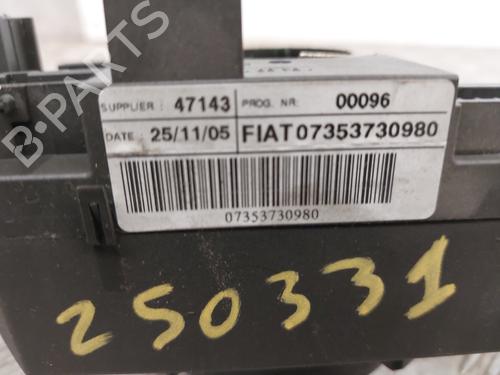 B-PARTS
SUPPLIER : 47143 PROG. NR: 00096
DATE : 25/11/05 FIAT 07353730980
07353730980
250331